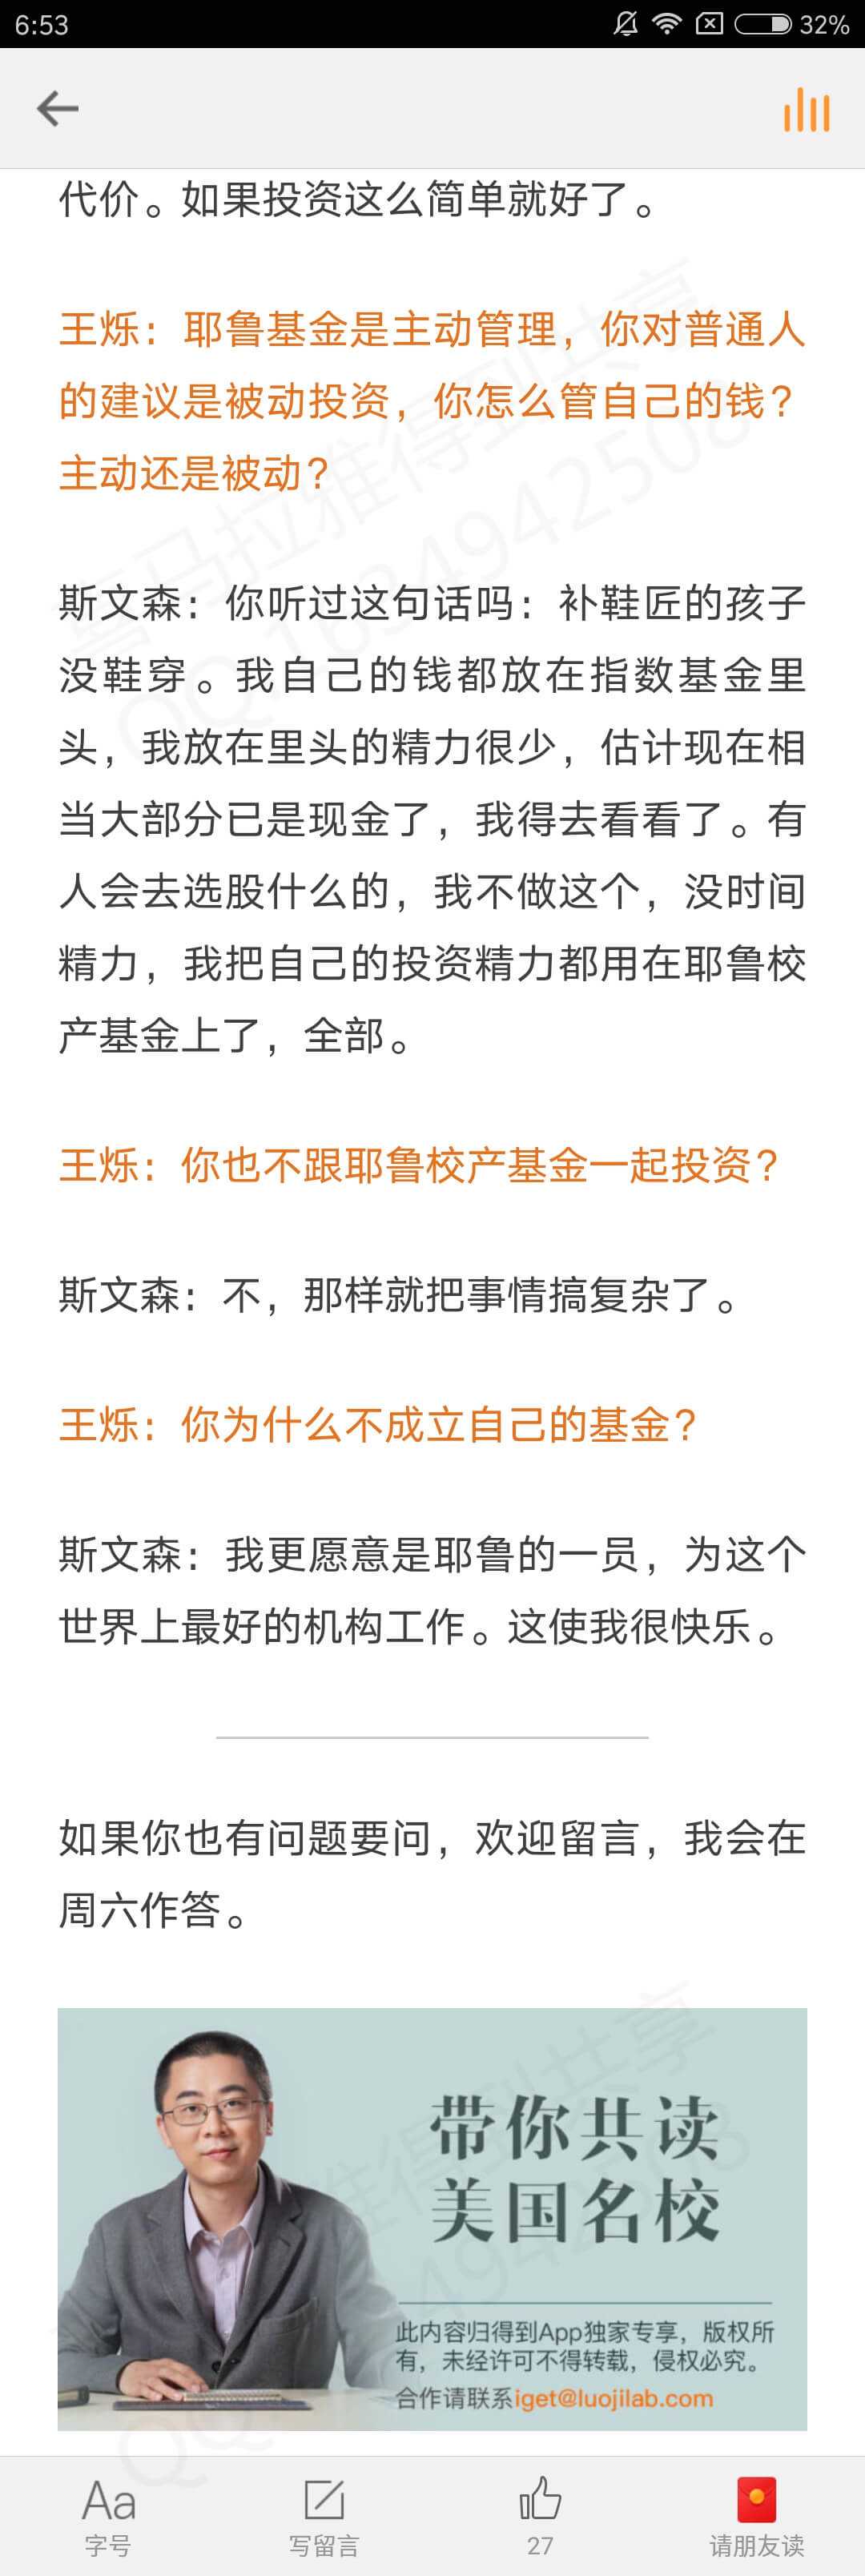 6:53
32%
代价。如果投资这么简单就好了。
王烁：耶鲁基金是主动管理，你对普通人
的建议是被动投资，你怎么管自己的钱？
主动还是被动？
斯文森：你听过这句话吗：补鞋匠的孩子
没鞋穿。我自己的钱都放在指数基金里
头，我放在里头的精力很少，估计现在相
当大部分已是现金了，我得去看看了。有
人会去选股什么的，我不做这个，没时间
精力，我把自己的投资精力都用在耶鲁校
产基金上了，全部。
王烁：你也不跟耶鲁校产基金一起投资？
斯文森：不，那样就把事情搞复杂了。
王烁：你为什么不成立自己的基金？
斯文森：我更愿意是耶鲁的一员，为这个
世界上最好的机构工作。这使我很快乐。
如果你也有问题要问，欢迎留言，我会在
周六作答。
带你共读
美国名校
此内容归得到App独家专享，版权所
有，未经许可不得转载，侵权必究。
合作请联系iget@luojilab.com
Aa
字号
写留言
27
请朋友读
喜马拉雅得到共享
QQ1634942508